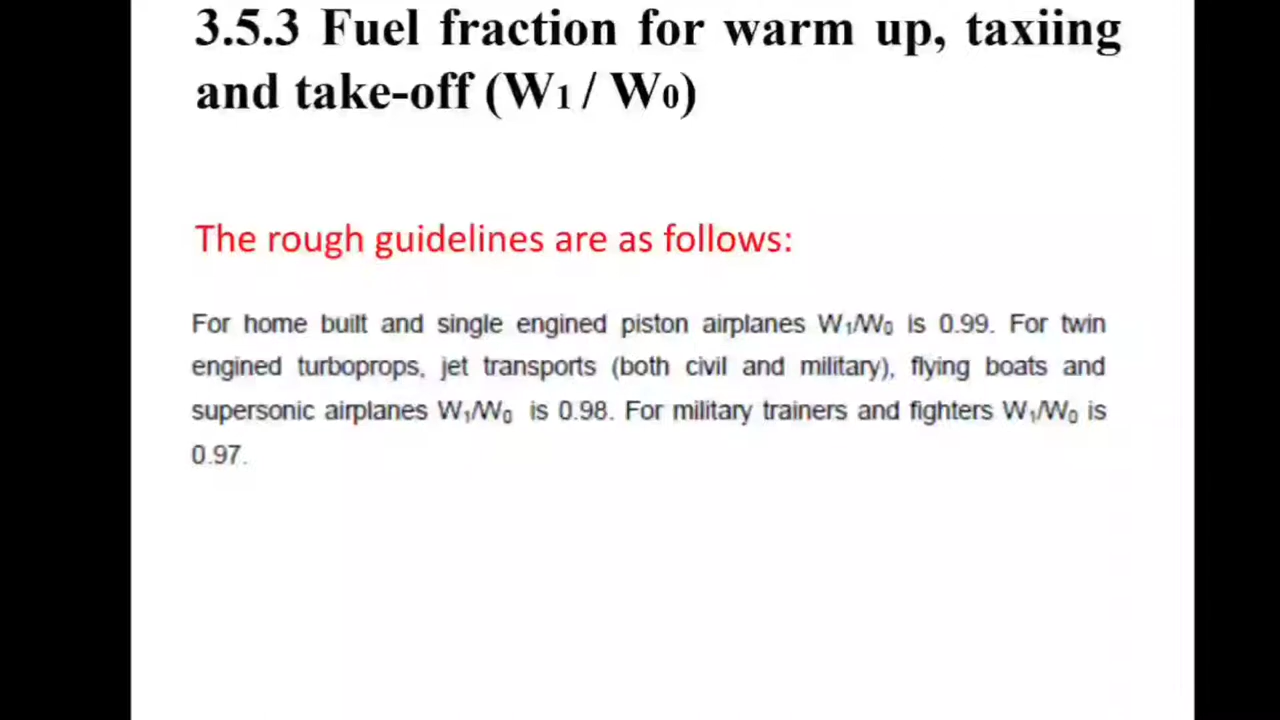 3.5.3 Fuel fraction for warm up, taxiing
and take-off (W1 / W0)
The rough guidelines are as follows:
For home built and single engined piston airplanes W₁/W₀ is 0.99. For twin
engined turboprops, jet transports (both civil and military), flying boats and
supersonic airplanes W₁/W₀ is 0.98. For military trainers and fighters W₁/W₀ is
0.97.